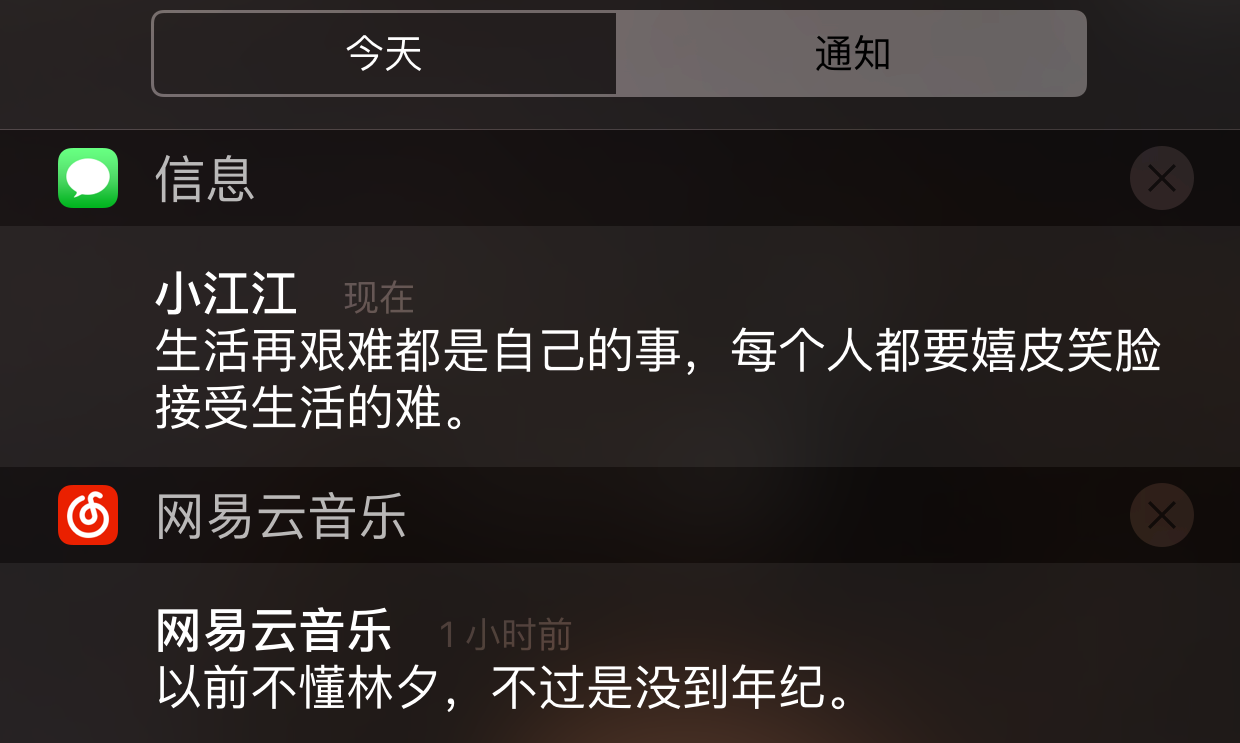 今天
通知
信息
小江江 现在
生活再艰难都是自己的事，每个人都要嬉皮笑脸
接受生活的难。
网易云音乐
网易云音乐 1 小时前
以前不懂林夕，不过是没到年纪。